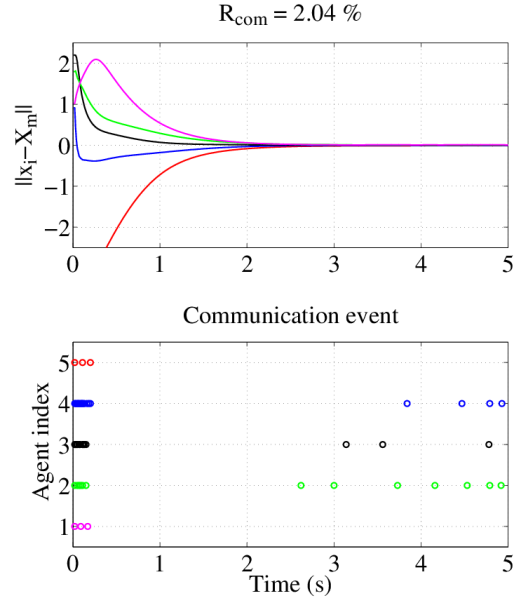 R_com = 2.04 %
||x_i−X_m||
2
1
0
−1
−2
0 1 2 3 4 5
Communication event
Agent index
5
4
3
2
1
0 1 2 3 4 5
Time (s)